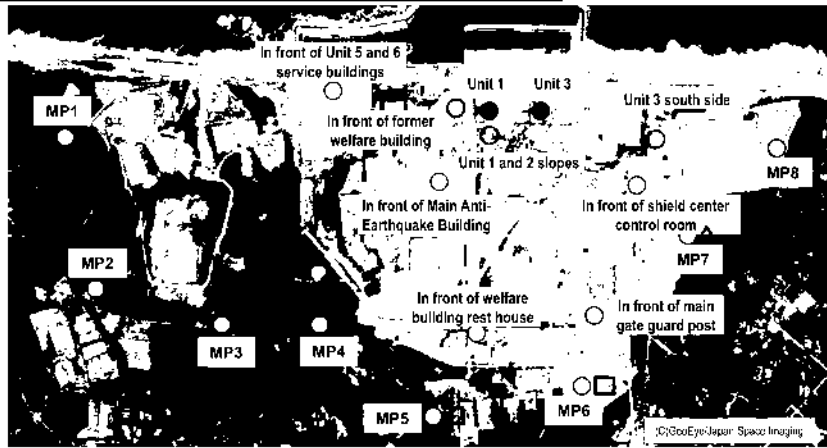 In front of Unit 5 and 6
service buildings
MP1
Unit 1
Unit 3
Unit 3 south side
In front of former
welfare building
Unit 1 and 2 slopes
MP8
In front of Main Anti-
Earthquake Building
In front of shield center
control room
MP7
MP2
In front of welfare
building rest house
In front of main
gate guard post
MP3
MP4
MP5
MP6
(C)GeoEye/Japan Space Imaging